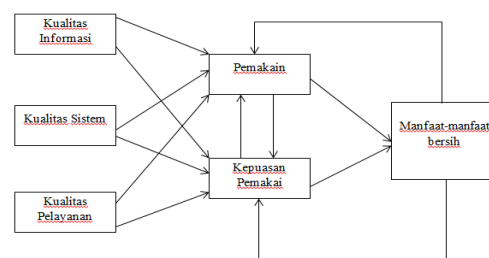 Kualitas
Informasi
Pemakain
Kualitas Sistem
Manfaat-manfaat
bersih
Kepuasan
Pemakai
Kualitas
Pelayanan